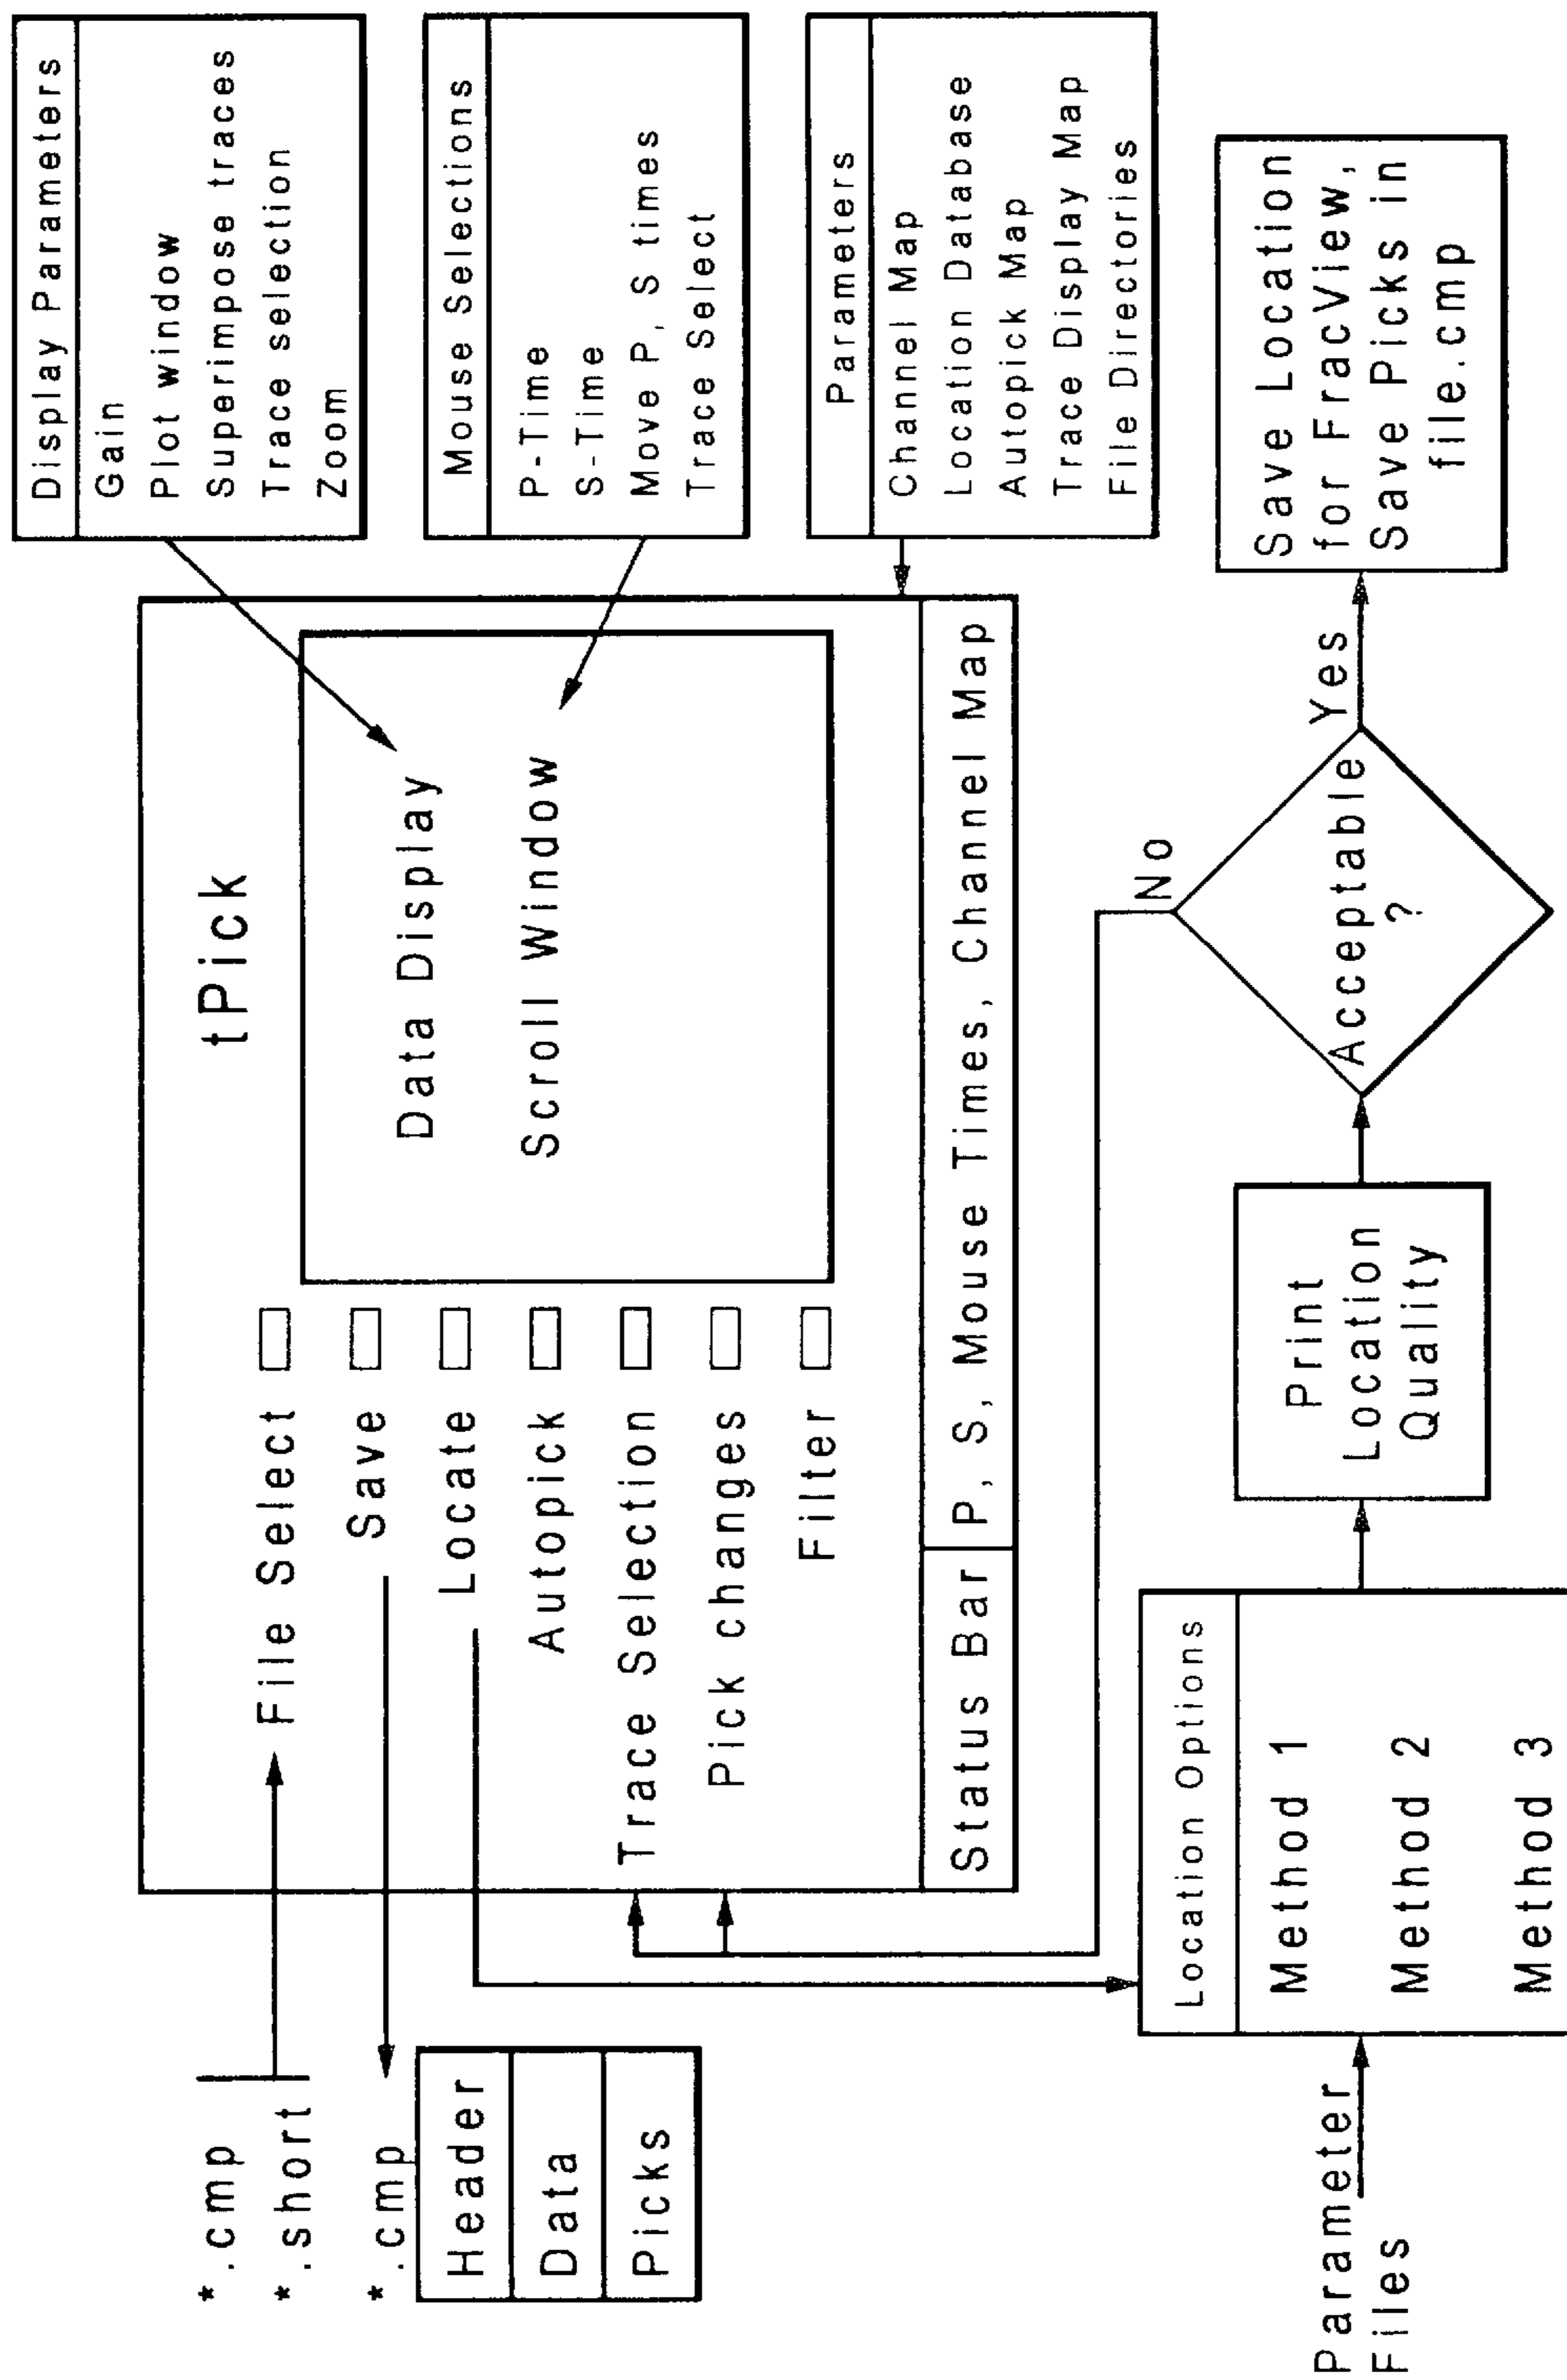 *.cmp
*.short
*.cmp
Header
Data
Picks
tPick
File Select
Save
Locate
Autopick
Trace Selection
Pick changes
Filter
Data Display
Scroll Window
Status Bar
P, S, Mouse Times, Channel Map
Display Parameters
Gain
Plot window
Superimpose traces
Trace selection
Zoom
Mouse Selections
P-Time
S-Time
Move P, S times
Trace Select
Parameters
Channel Map
Location Database
Autopick Map
Trace Display Map
File Directories
Parameter
Files
Location Options
Method 1
Method 2
Method 3
Print
Location
Quality
Acceptable
?
No
Yes
Save Location
for FracView,
Save Picks in
file.cmp